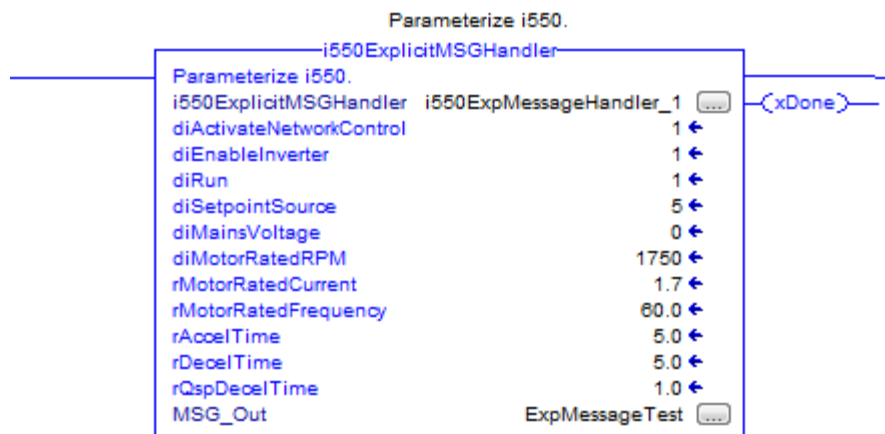 Parameterize i550.
i550ExplicitMSGHandler
Parameterize i550.
i550ExplicitMSGHandler i550ExpMessageHandler_1 ...
xDone
diActivateNetworkControl 1
diEnableInverter 1
diRun 1
diSetpointSource 5
diMainsVoltage 0
diMotorRatedRPM 1750
rMotorRatedCurrent 1.7
rMotorRatedFrequency 60.0
rAccelTime 5.0
rDecelTime 5.0
rQspDecelTime 1.0
MSG_Out ExpMessageTest ...